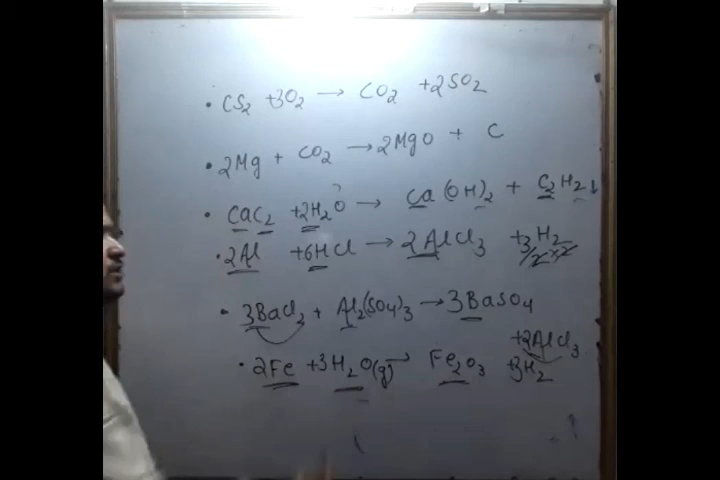 • CS₂ + 3O₂ → CO₂ + 2SO₂
• 2Mg + CO₂ → 2MgO + C
• CaC₂ + 2H₂O → Ca(OH)₂ + C₂H₂↓
• 2Al + 6HCl → 2AlCl₃ + 3H₂
• 3BaCl₂ + Al₂(SO₄)₃ → 3BaSO₄
+ 2AlCl₃
• 2Fe + 3H₂O(g) → Fe₂O₃ + 3H₂